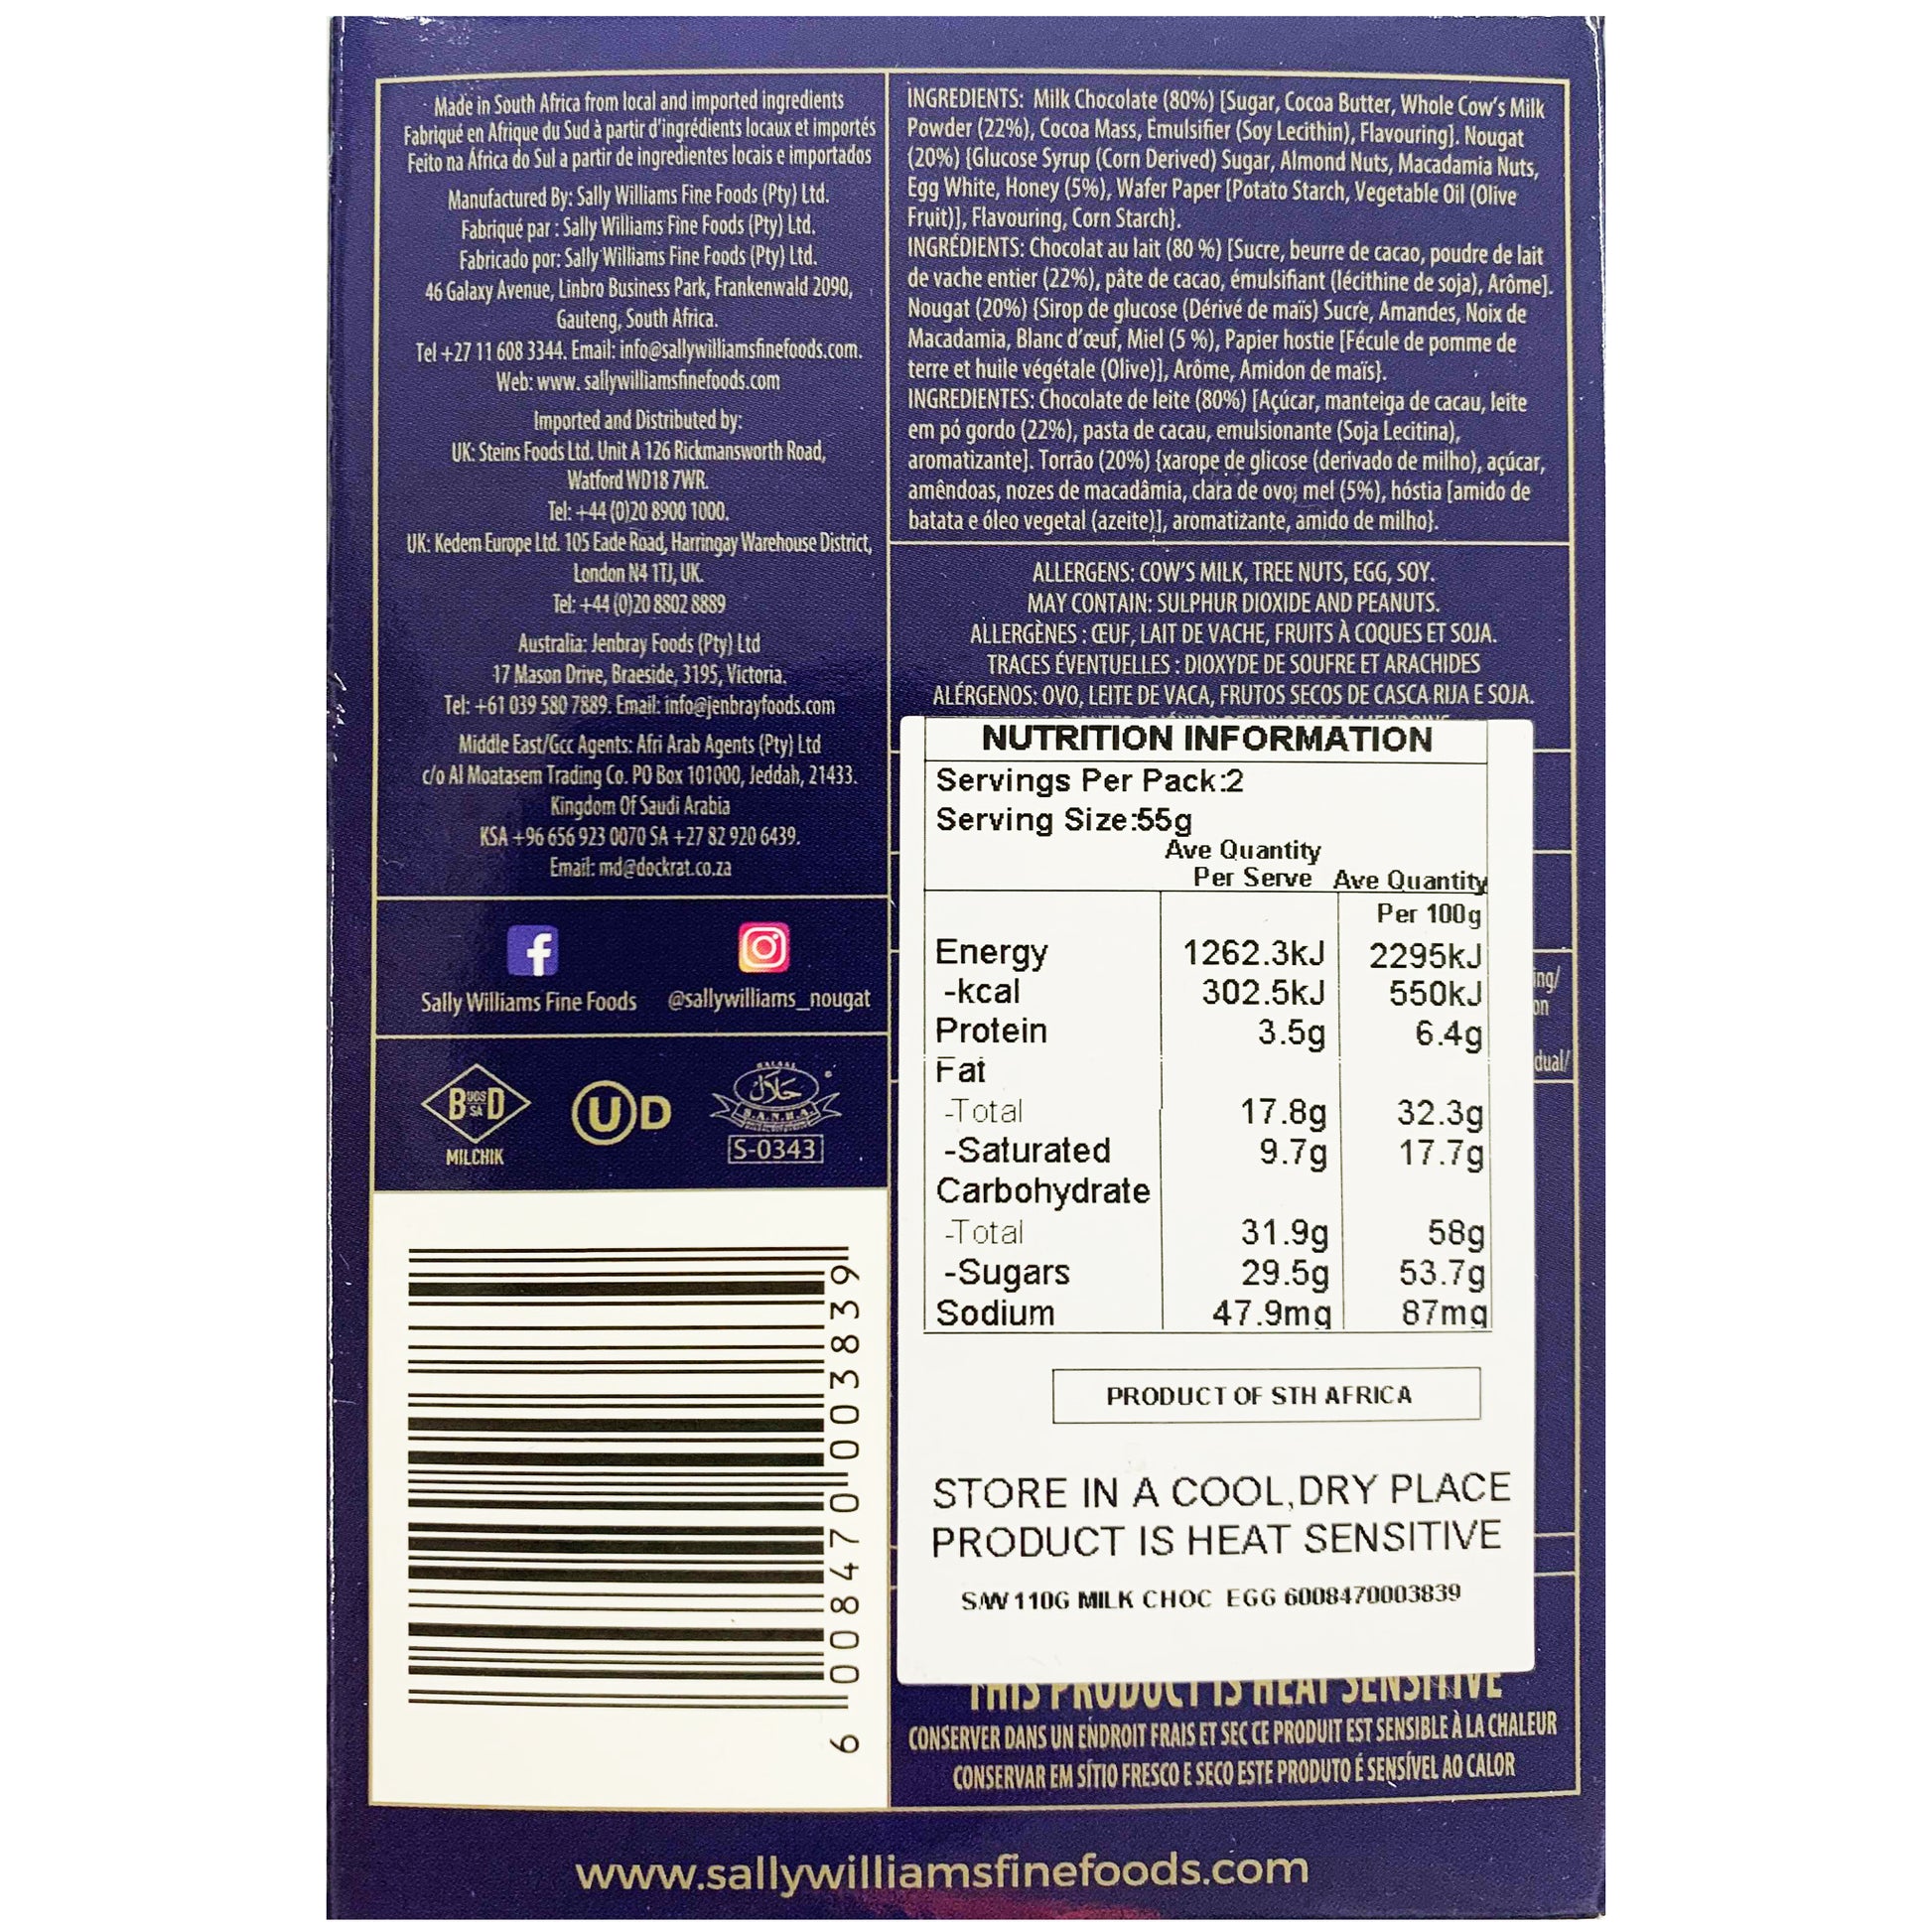 Made in South Africa from local and imported ingredients
Fabriqué en Afrique du Sud à partir d'ingrédients locaux et importés
Feito na África do Sul a partir de ingredientes locais e importados
Manufactured By: Sally Williams Fine Foods (Pty) Ltd.
Fabriqué par : Sally Williams Fine Foods (Pty) Ltd.
Fabricado por: Sally Williams Fine Foods (Pty) Ltd.
46 Galaxy Avenue, Linbro Business Park, Frankenwald 2090,
Gauteng, South Africa.
Tel +27 11 608 3344. Email: info@sallywilliamsfinefoods.com.
Web: www. sallywilliamsfinefoods.com
Imported and Distributed by:
UK: Steins Foods Ltd. Unit A 126 Rickmansworth Road,
Watford WD18 7WR.
Tel: +44 (0)20 8900 1000.
UK: Kedem Europe Ltd. 105 Eade Road, Harringay Warehouse District,
London N4 1TJ, UK.
Tel: +44 (0)20 8802 8889
Australia: Jenbray Foods (Pty) Ltd
17 Mason Drive, Braeside, 3195, Victoria.
Tel: +61 039 580 7889. Email: info@jenbrayfoods.com
Middle East/Gcc Agents: Afri Arab Agents (Pty) Ltd
c/o Al Moatasem Trading Co. PO Box 101000, Jeddah, 21433.
Kingdom Of Saudi Arabia
KSA +96 656 923 0070 SA +27 82 920 6439.
Email: md@dockrat.co.za
f
Sally Williams Fine Foods @sallywilliams_nougat
B UOS SA D
MILCHIK
U D
HALAAL
حلال
S.A.N.H.A
S-0343
6 008470 003839
INGREDIENTS: Milk Chocolate (80%) [Sugar, Cocoa Butter, Whole Cow's Milk
Powder (22%), Cocoa Mass, Emulsifier (Soy Lecithin), Flavouring}. Nougat
(20%) {Glucose Syrup (Corn Derived) Sugar, Almond Nuts, Macadamia Nuts,
Egg White, Honey (5%), Wafer Paper [Potato Starch, Vegetable Oil (Olive
Fruit)], Flavouring, Corn Starch}.
INGRÉDIENTS: Chocolat au lait (80 %) [Sucre, beurre de cacao, poudre de lait
de vache entier (22%), pâte de cacao, émulsifiant (lécithine de soja), Arôme].
Nougat (20%) {Sirop de glucose (Dérivé de maïs) Sucre, Amandes, Noix de
Macadamia, Blanc d'œuf, Miel (5 %), Papier hostie [Fécule de pomme de
terre et huile végétale (Olive)], Arôme, Amidon de maïs}.
INGREDIENTES: Chocolate de leite (80%) [Açúcar, manteiga de cacau, leite
em pó gordo (22%), pasta de cacau, emulsionante (Soja Lecitina),
aromatizante]. Torrão (20%) {xarope de glicose (derivado de milho), açúcar,
amêndoas, nozes de macadâmia, clara de ovo; mel (5%), hóstia [amido de
batata e óleo vegetal (azeite)], aromatizante, amido de milho}.
ALLERGENS: COW'S MILK, TREE NUTS, EGG, SOY.
MAY CONTAIN: SULPHUR DIOXIDE AND PEANUTS.
ALLERGÈNES : ŒUF, LAIT DE VACHE, FRUITS À COQUES ET SOJA.
TRACES ÉVENTUELLES : DIOXYDE DE SOUFRE ET ARACHIDES
ALÉRGENOS: OVO, LEITE DE VACA, FRUTOS SECOS DE CASCA RIJA E SOJA.
NUTRITION INFORMATION
Servings Per Pack:2
Serving Size:55g
Ave Quantity
Per Serve Ave Quantity
Per 100g
Energy 1262.3kJ 2295kJ
-kcal 302.5kJ 550kJ
Protein 3.5g 6.4g
Fat
-Total 17.8g 32.3g
-Saturated 9.7g 17.7g
Carbohydrate
-Total 31.9g 58g
-Sugars 29.5g 53.7g
Sodium 47.9mg 87mg
PRODUCT OF STH AFRICA
STORE IN A COOL,DRY PLACE
PRODUCT IS HEAT SENSITIVE
S/W 110G MILK CHOC EGG 6008470003839
ing/
on
dual/
THIS PRODUCT IS HEAT SENSITIVE
CONSERVER DANS UN ENDROIT FRAIS ET SEC CE PRODUIT EST SENSIBLE À LA CHALEUR
CONSERVAR EM SÍTIO FRESCO E SECO ESTE PRODUTO É SENSÍVEL AO CALOR
www.sallywilliamsfinefoods.com